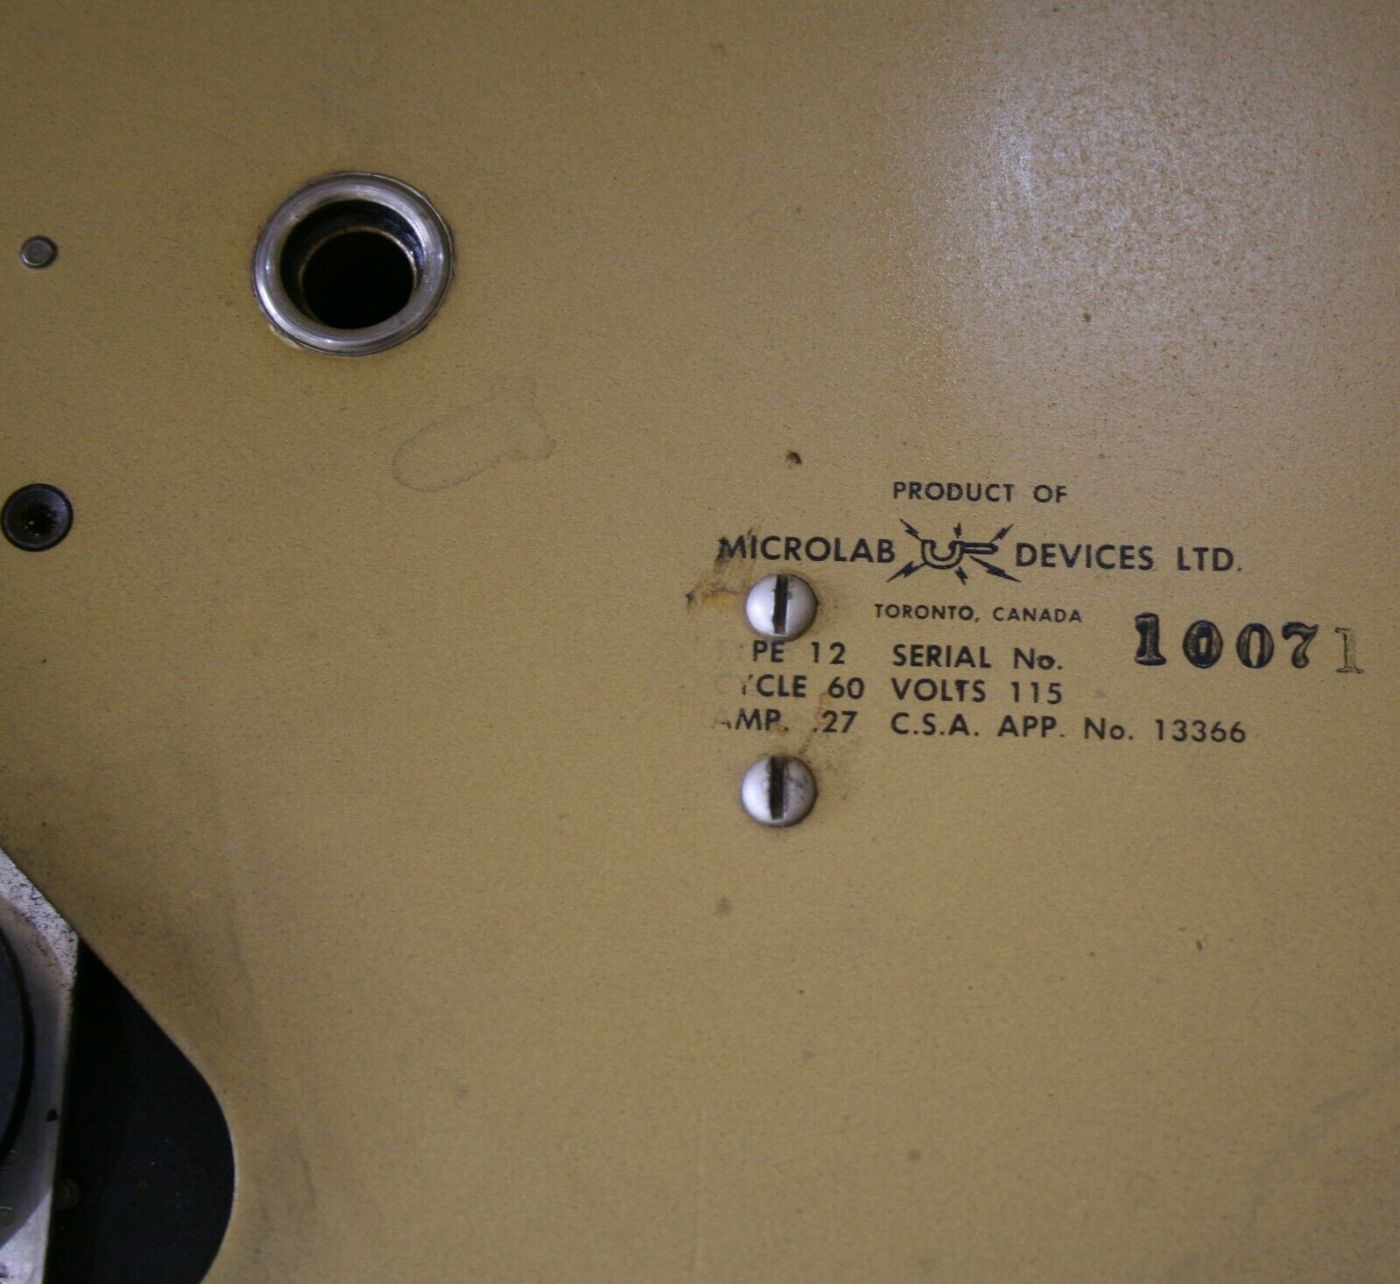 PRODUCT OF
MICROLAB DEVICES LTD.
TORONTO, CANADA
PE 12 SERIAL No. 10071
YCLE 60 VOLTS 115
AMP. .27 C.S.A. APP. No. 13366